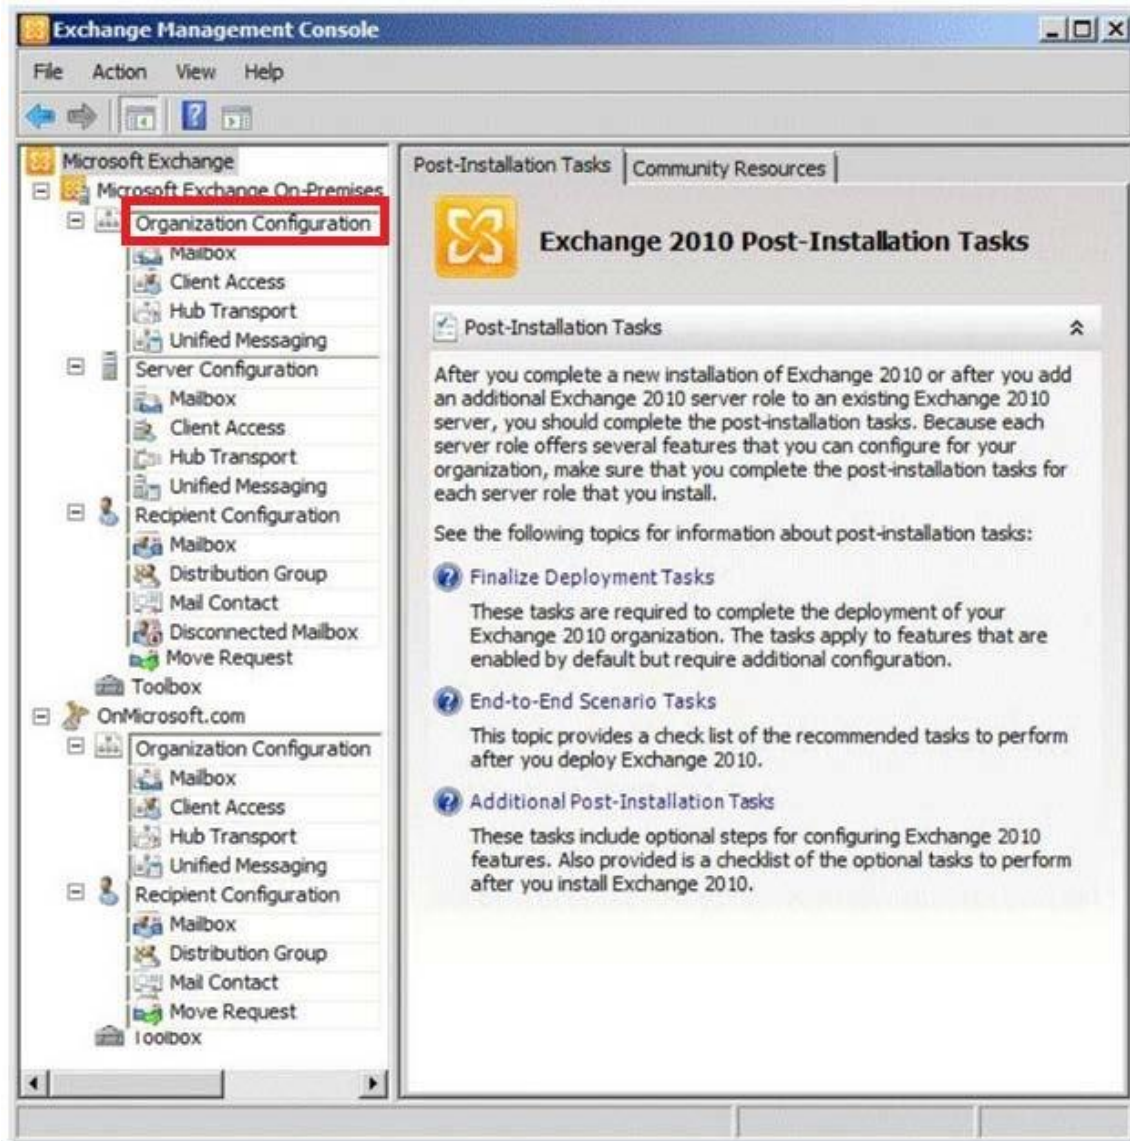 Exchange Management Console
File Action View Help
Microsoft Exchange
Microsoft Exchange On-Premises
Organization Configuration
Mailbox
Client Access
Hub Transport
Unified Messaging
Server Configuration
Mailbox
Client Access
Hub Transport
Unified Messaging
Recipient Configuration
Mailbox
Distribution Group
Mail Contact
Disconnected Mailbox
Move Request
Toolbox
OnMicrosoft.com
Organization Configuration
Mailbox
Client Access
Hub Transport
Unified Messaging
Recipient Configuration
Mailbox
Distribution Group
Mail Contact
Move Request
Toolbox
Post-Installation Tasks Community Resources
Exchange 2010 Post-Installation Tasks
Post-Installation Tasks
After you complete a new installation of Exchange 2010 or after you add
an additional Exchange 2010 server role to an existing Exchange 2010
server, you should complete the post-installation tasks. Because each
server role offers several features that you can configure for your
organization, make sure that you complete the post-installation tasks for
each server role that you install.
See the following topics for information about post-installation tasks:
Finalize Deployment Tasks
These tasks are required to complete the deployment of your
Exchange 2010 organization. The tasks apply to features that are
enabled by default but require additional configuration.
End-to-End Scenario Tasks
This topic provides a check list of the recommended tasks to perform
after you deploy Exchange 2010.
Additional Post-Installation Tasks
These tasks include optional steps for configuring Exchange 2010
features. Also provided is a checklist of the optional tasks to perform
after you install Exchange 2010.